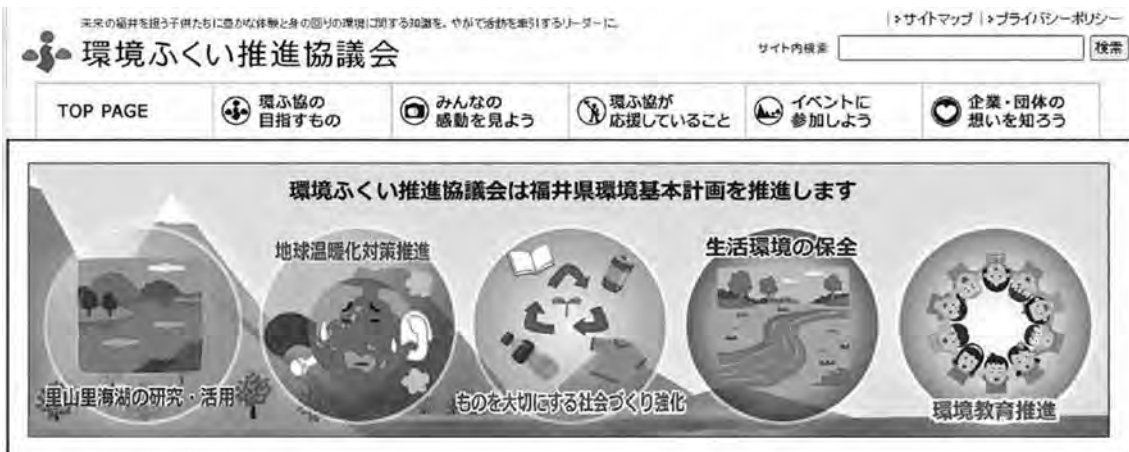 未来の福井を担う子供たちに豊かな体験と身の回りの環境に関する知識を、やがて活動を牽引するリーダーに。
サイトマップ
プライバシーポリシー
環境ふくい推進協議会
サイト内検索
検索
TOP PAGE
環ふ協の
目指すもの
みんなの
感動を見よう
環ふ協が
応援していること
イベントに
参加しよう
企業・団体の
想いを知ろう
環境ふくい推進協議会は福井県環境基本計画を推進します
里山里海湖の研究・活用
地球温暖化対策推進
ものを大切にする社会づくり強化
生活環境の保全
環境教育推進